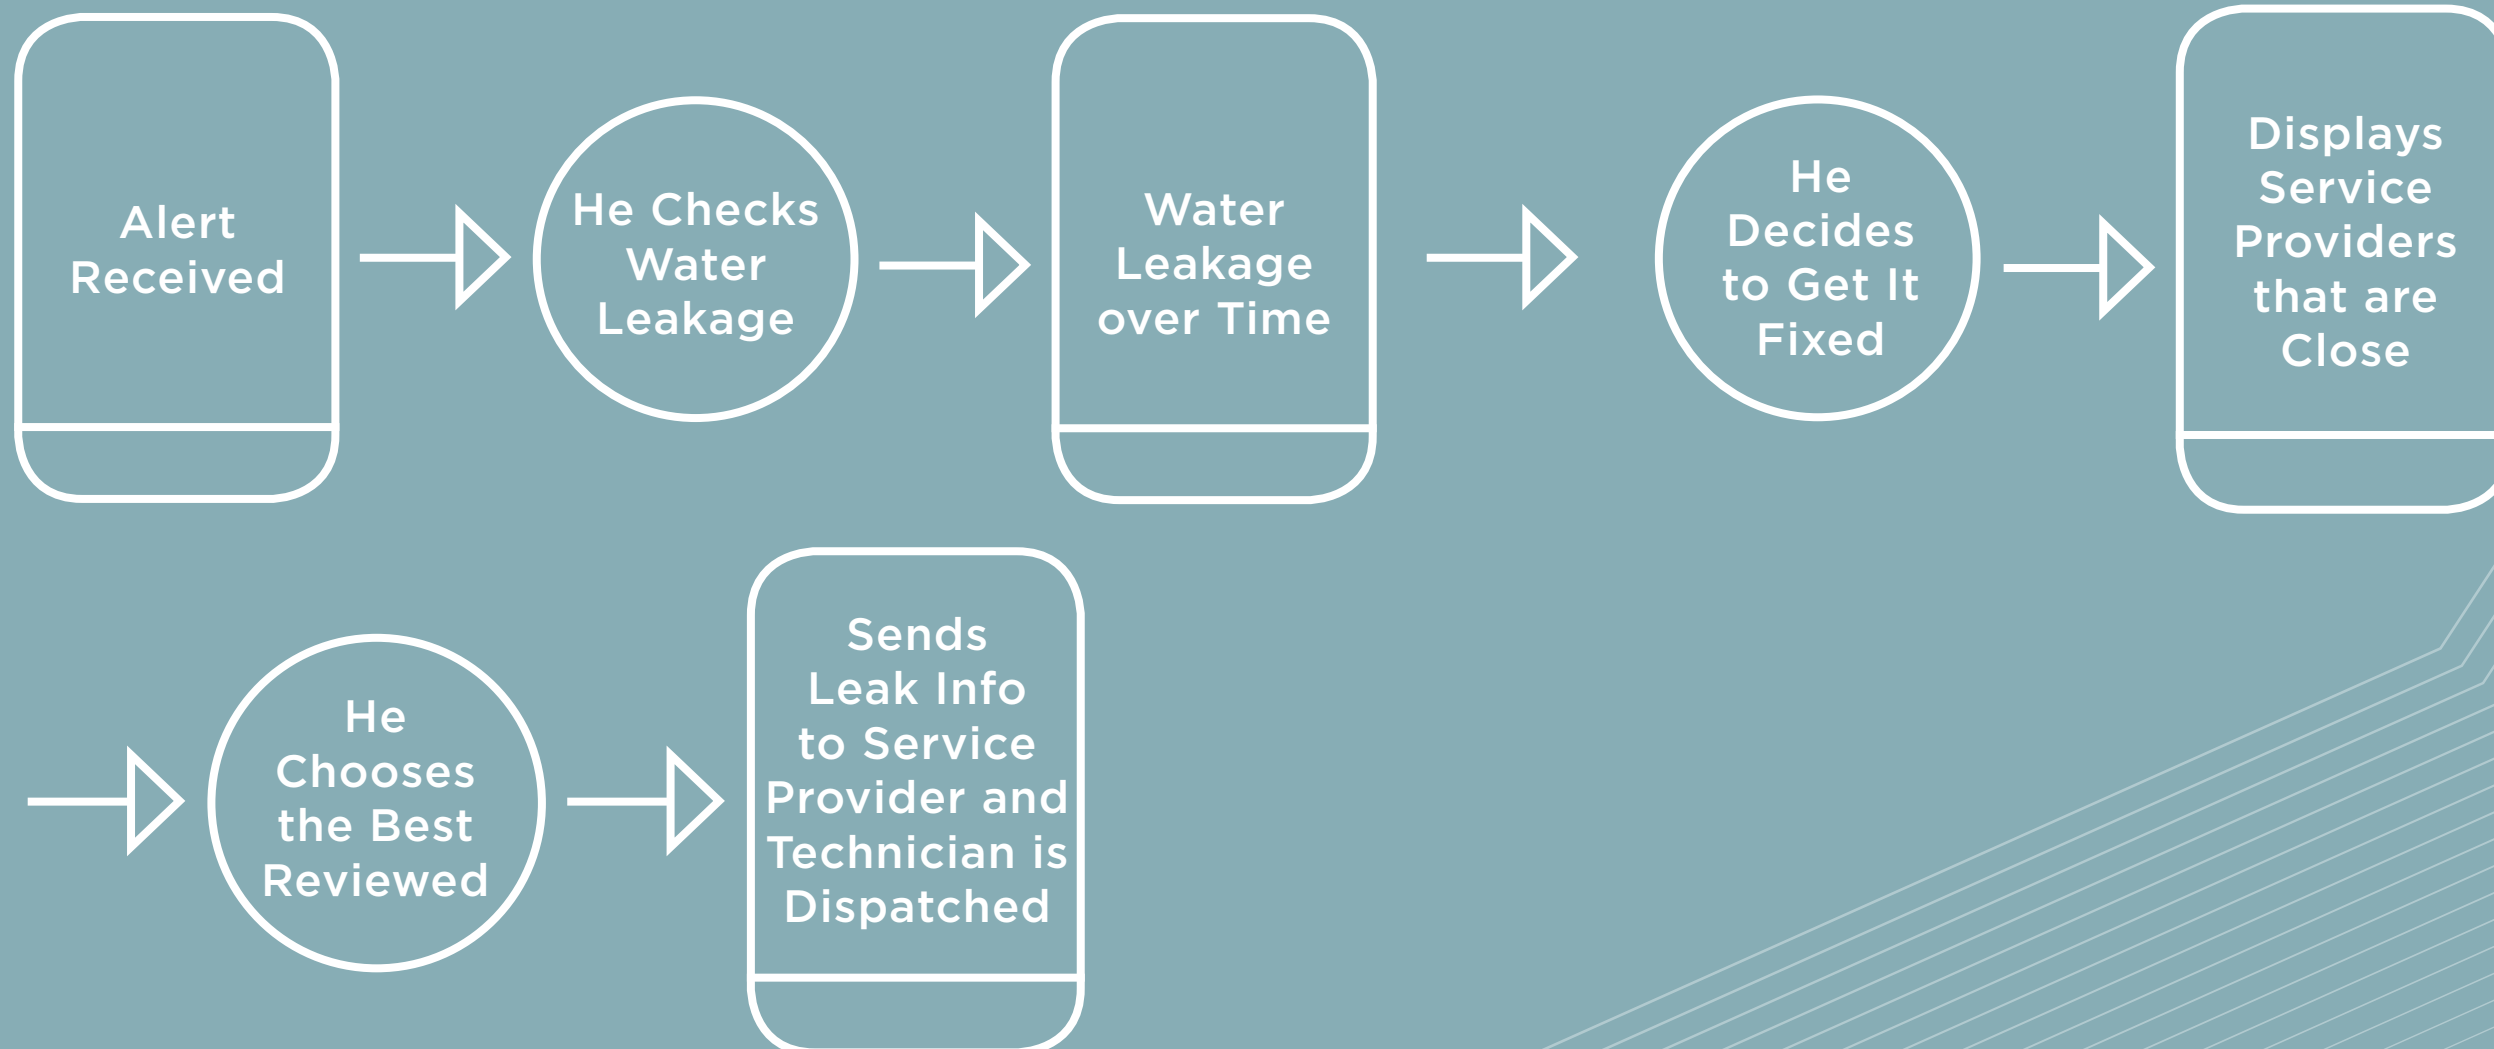 Alert
Received
He Checks
Water
Leakage
Water
Leakage
over Time
He
Decides
to Get It
Fixed
Displays
Service
Providers
that are
Close
He
Chooses
the Best
Reviewed
Sends
Leak Info
to Service
Provider and
Technician is
Dispatched